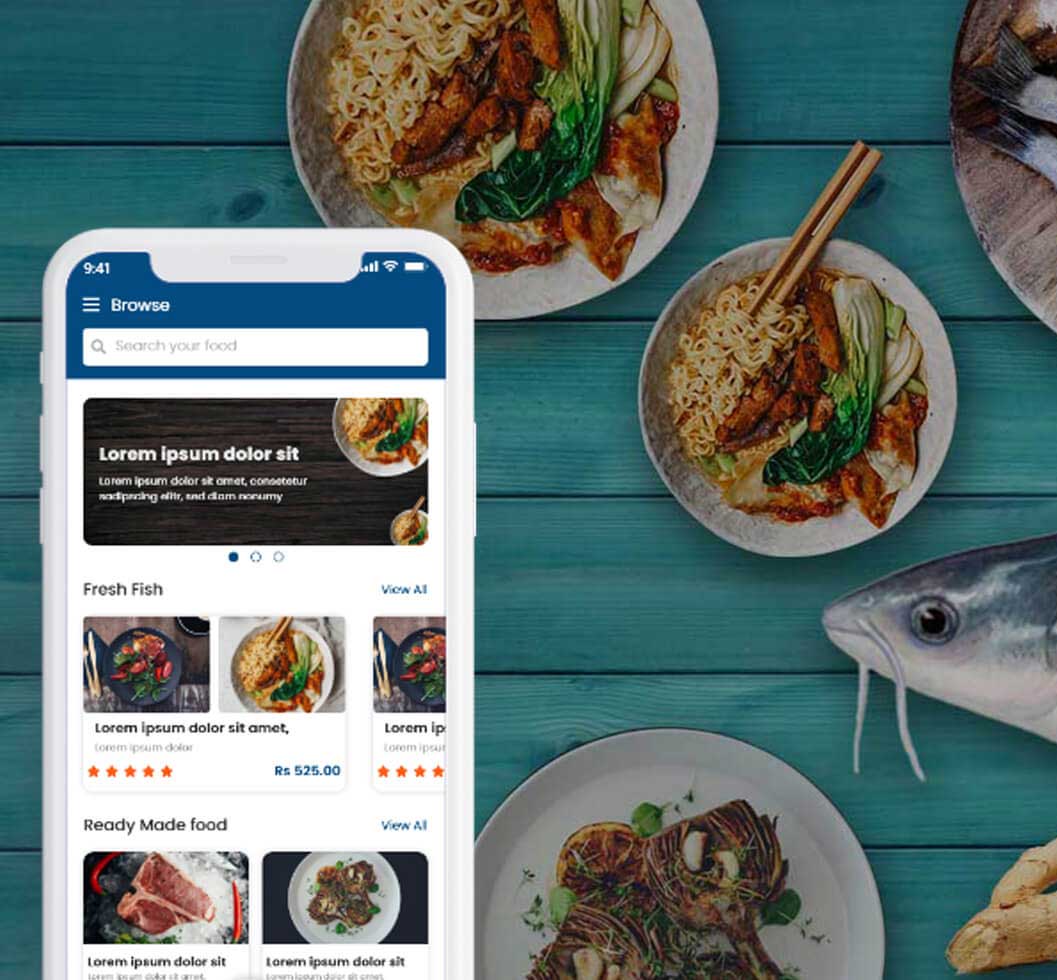 9:41
Browse
Search your food
Lorem ipsum dolor sit
Lorem ipsum dolor sit amet, consetetur
sadipscing elitr, sed diam nonumy
Fresh Fish
View All
Lorem ipsum dolor sit amet,
Lorem ipsum dolor
Rs 525.00
Lorem ip
Lorem ipsu
Ready Made food
View All
Lorem ipsum dolor sit
Lorem ipsum dolor sit amet,
Lorem ipsum dolor sit
Lorem ipsum dolor sit amet,